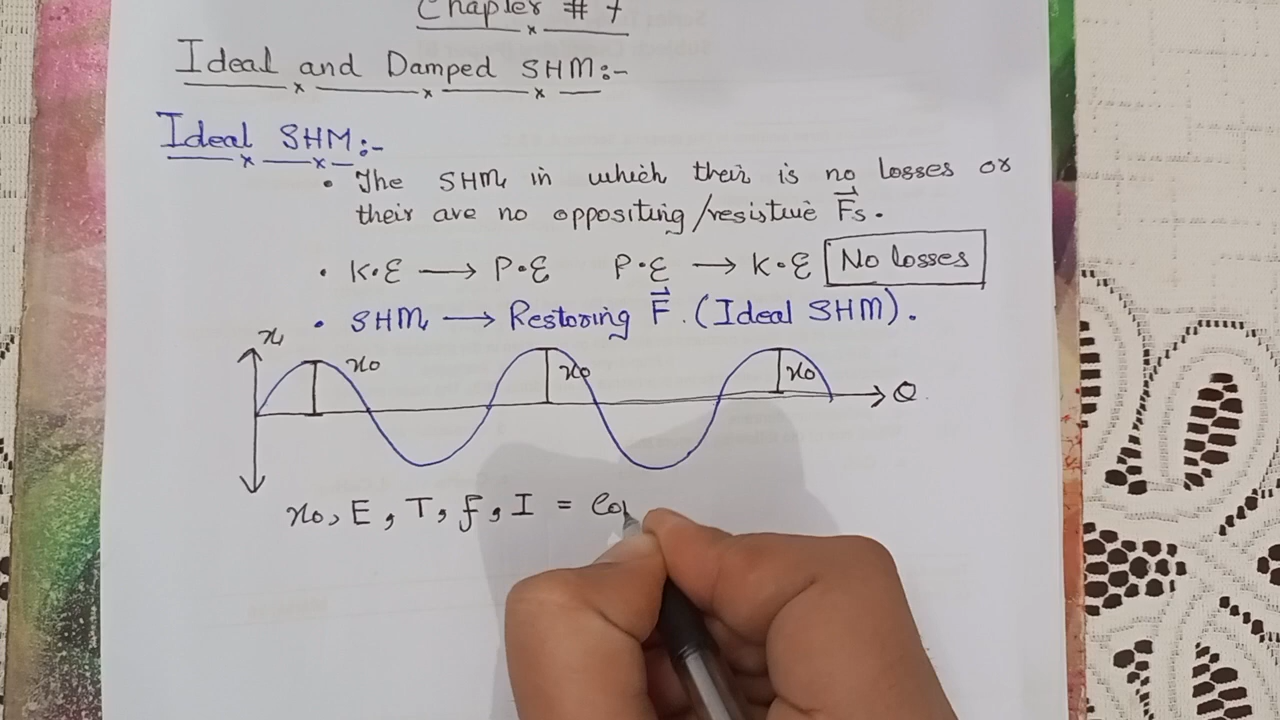 Chapter # 7
Ideal and Damped SHM:-
Ideal SHM:-
• The SHM in which their is no losses or
their are no oppositing/resistive F⃗s.
• K.E → P.E P.E → K.E No losses
• SHM → Restoring F⃗. (Ideal SHM).
x
x₀ x₀ x₀ θ
x₀, E, T, f, I = Con